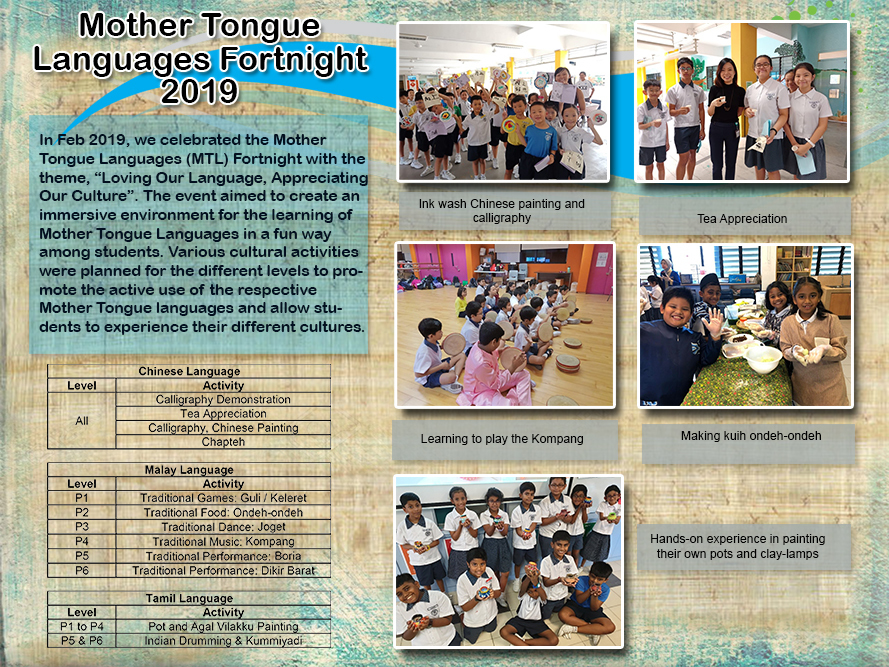 Mother Tongue
Languages Fortnight
2019
In Feb 2019, we celebrated the Mother
Tongue Languages (MTL) Fortnight with the
theme, “Loving Our Language, Appreciating
Our Culture”. The event aimed to create an
immersive environment for the learning of
Mother Tongue Languages in a fun way
among students. Various cultural activities
were planned for the different levels to pro-
mote the active use of the respective
Mother Tongue languages and allow stu-
dents to experience their different cultures.
Chinese Language
Level Activity
All
Calligraphy Demonstration
Tea Appreciation
Calligraphy, Chinese Painting
Chapteh
Malay Language
Level Activity
P1 Traditional Games: Guli / Keleret
P2 Traditional Food: Ondeh-ondeh
P3 Traditional Dance: Joget
P4 Traditional Music: Kompang
P5 Traditional Performance: Boria
P6 Traditional Performance: Dikir Barat
Tamil Language
Level Activity
P1 to P4 Pot and Agal Vilakku Painting
P5 & P6 Indian Drumming & Kummiyadi
Ink wash Chinese painting and
calligraphy
Tea Appreciation
Learning to play the Kompang
Making kuih ondeh-ondeh
Hands-on experience in painting
their own pots and clay-lamps